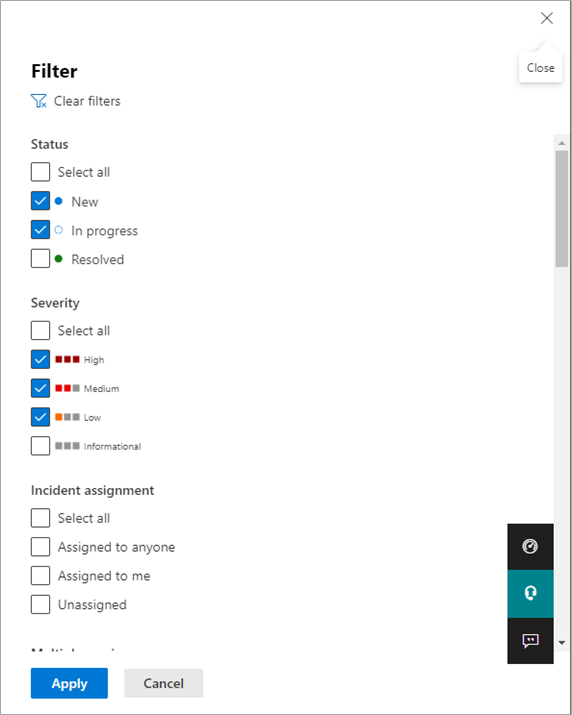 Close
Filter
Clear filters
Status
Select all
New
In progress
Resolved
Severity
Select all
High
Medium
Low
Informational
Incident assignment
Select all
Assigned to anyone
Assigned to me
Unassigned
Apply
Cancel